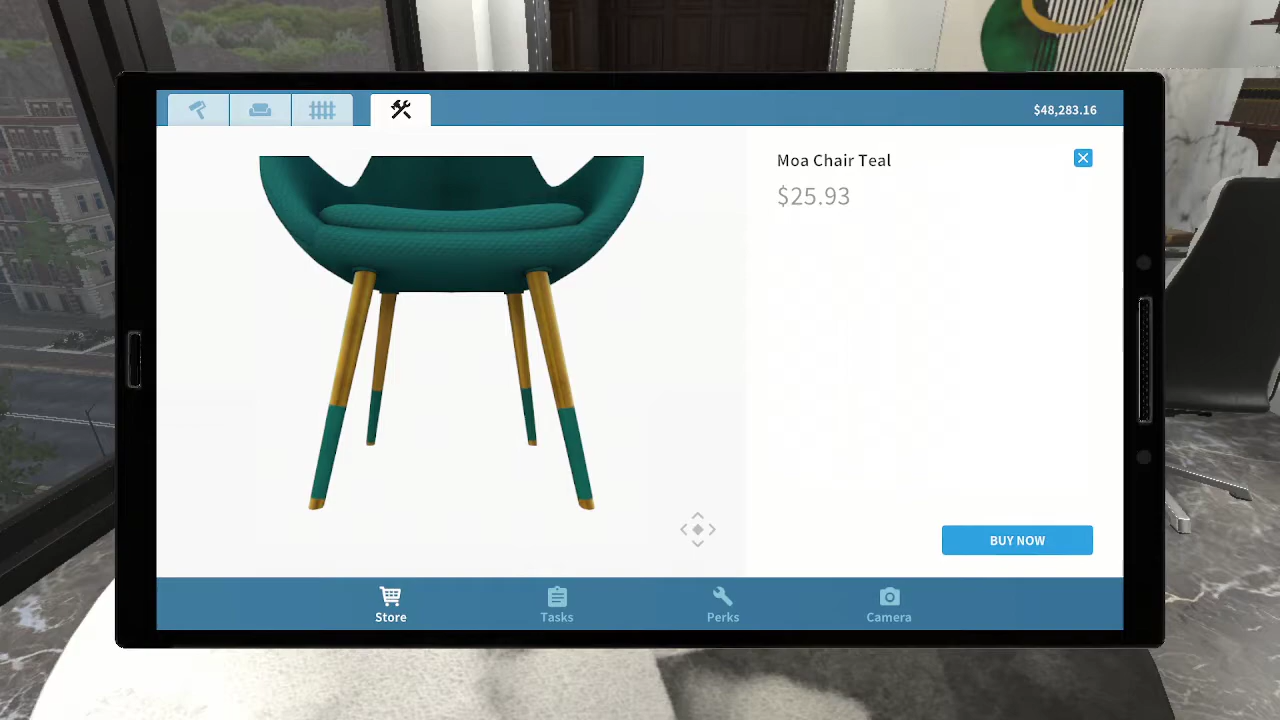 $48,283.16
Moa Chair Teal
$25.93
BUY NOW
Store
Tasks
Perks
Camera